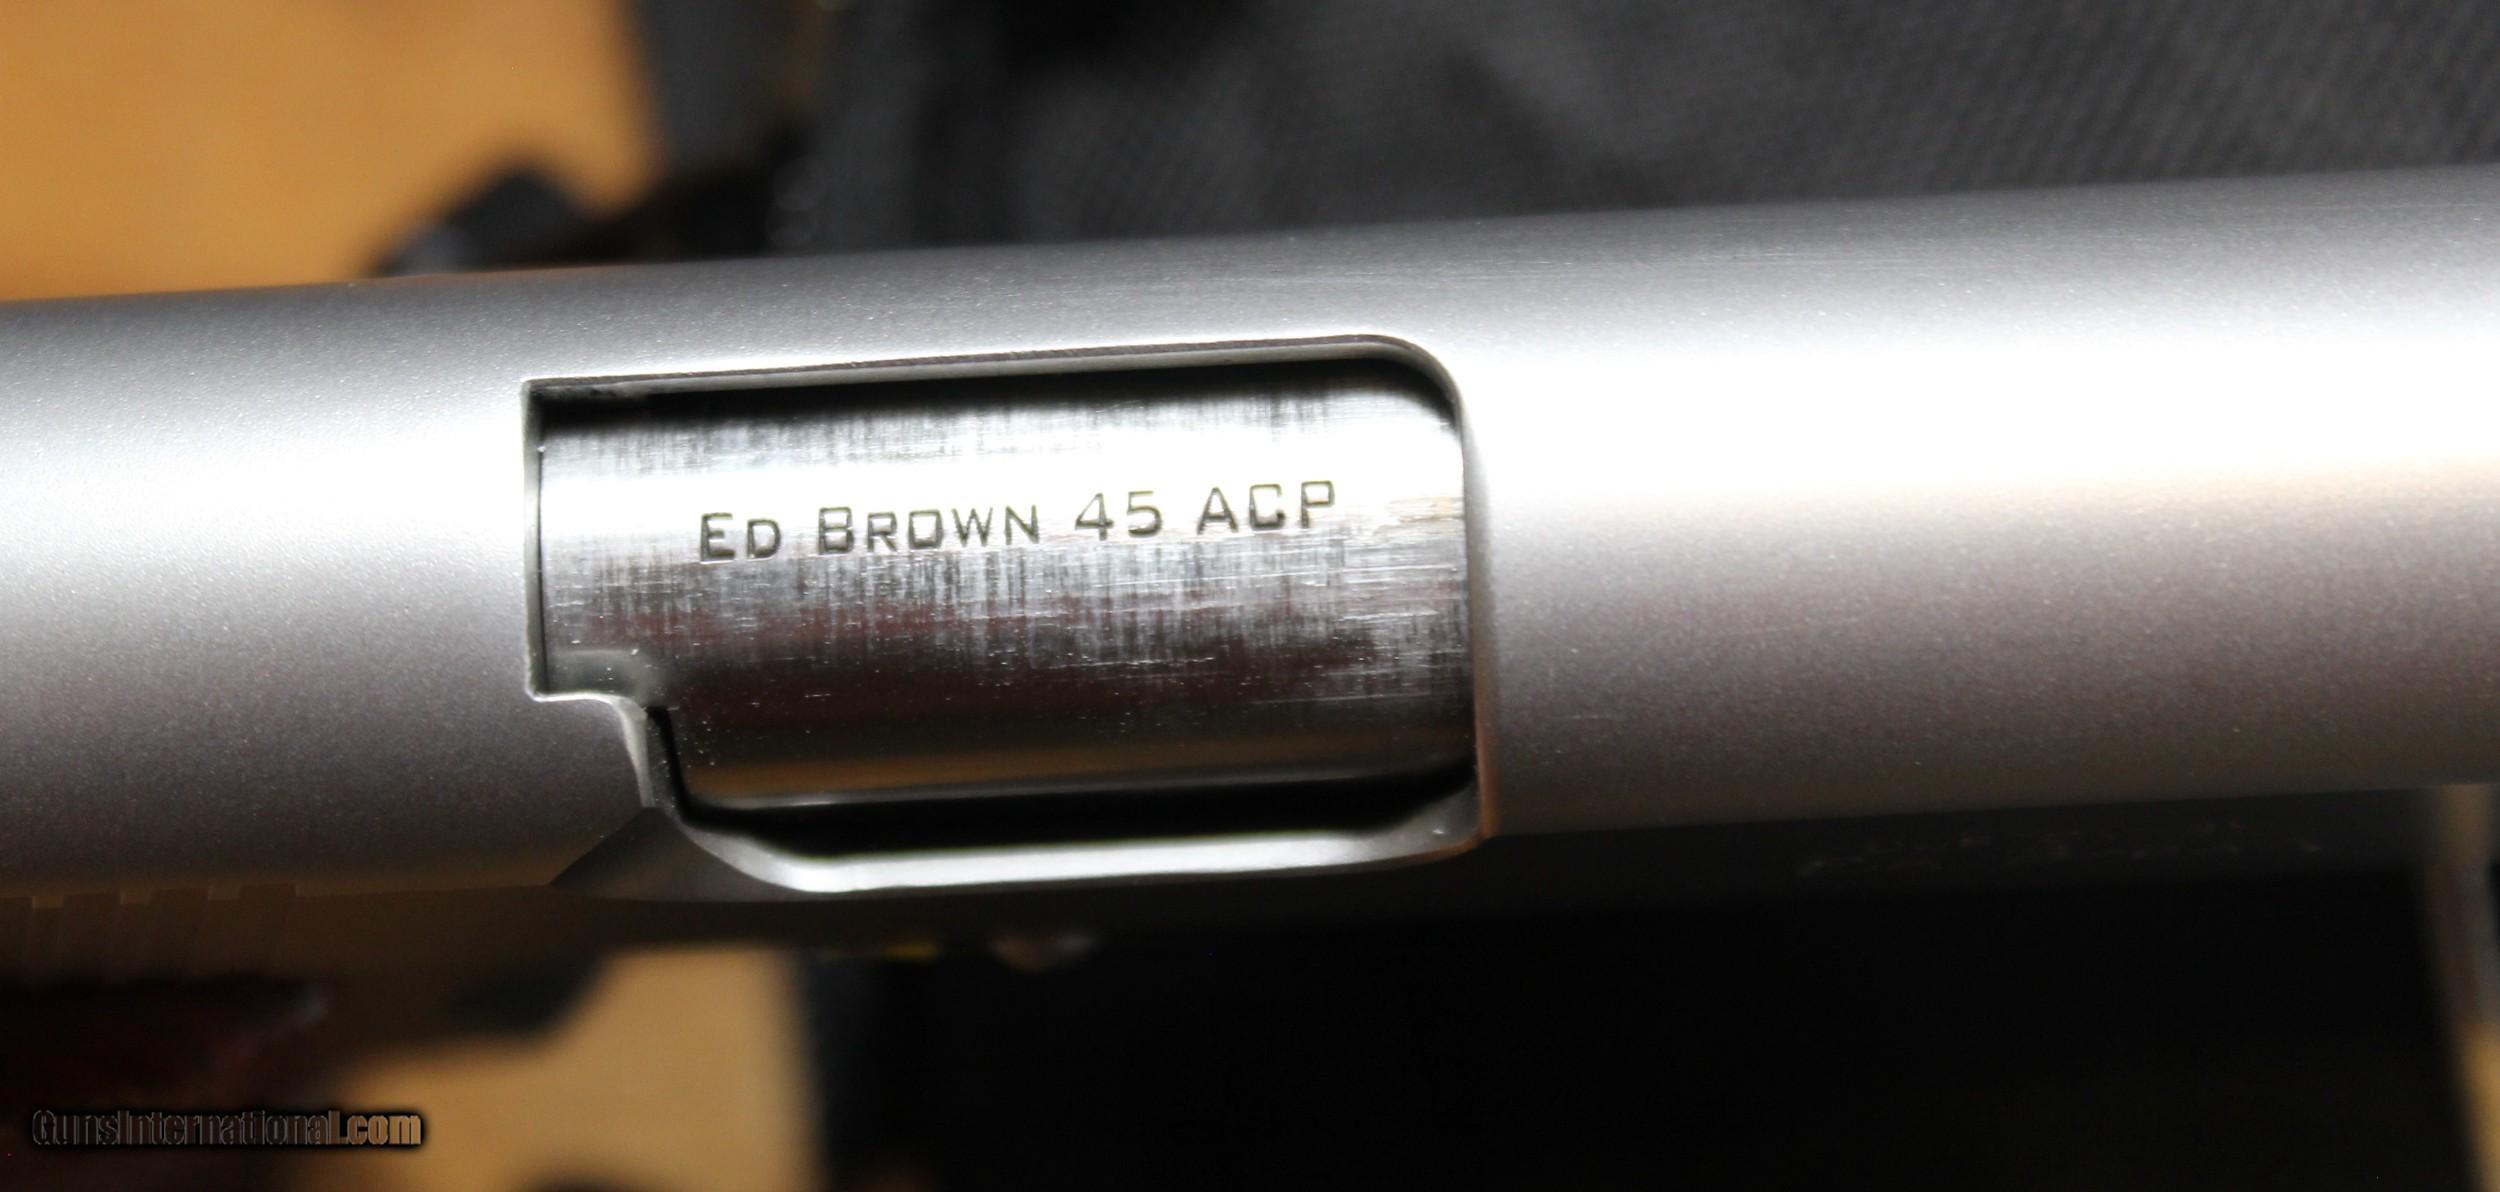 ED BROWN 45 ACP
GunsInternational.com